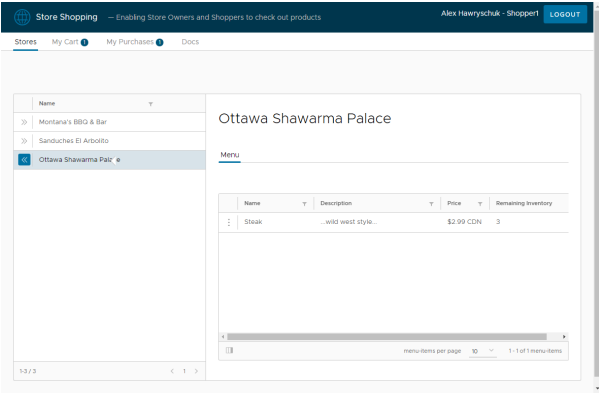 Store Shopping — Enabling Store Owners and Shoppers to check out products
Alex Hawryschuk - Shopper1 LOGOUT
Stores My Cart 1 My Purchases 1 Docs
Name
Montana's BBQ & Bar
Sanduches El Arbolito
Ottawa Shawarma Palace
1-3 / 3
1
Ottawa Shawarma Palace
Menu
Name Description Price Remaining Inventory
Steak ...wild west style... $2.99 CDN 3
menu-items per page 10 1 - 1 of 1 menu-items